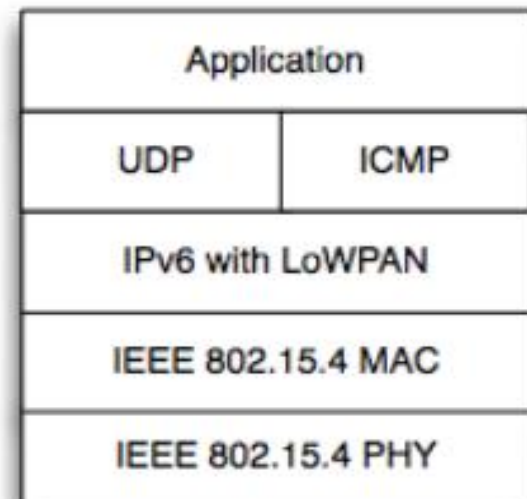 Application
UDP ICMP
IPv6 with LoWPAN
IEEE 802.15.4 MAC
IEEE 802.15.4 PHY